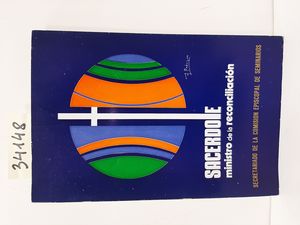 SACERDOTE
ministro de la reconciliación
SECRETARIADO DE LA COMISION EPISCOPAL DE SEMINARIOS
34148